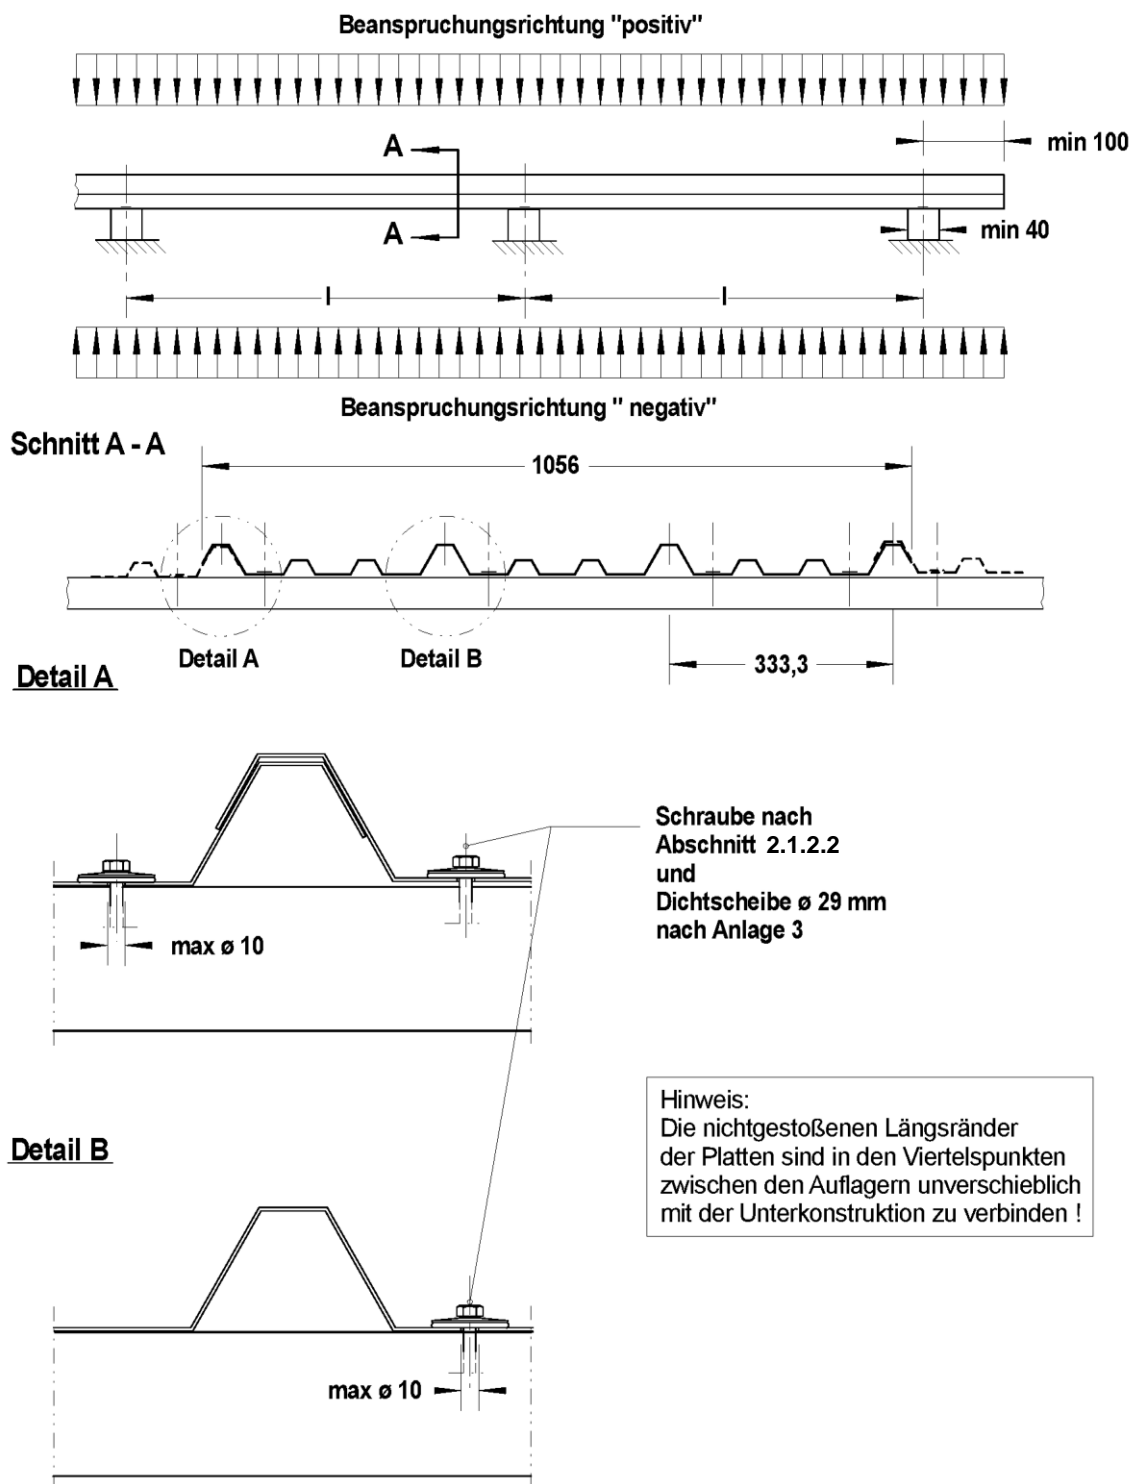 Beanspruchungsrichtung "positiv"
min 100
A
A
min 40
l
l
Beanspruchungsrichtung " negativ"
Schnitt A - A
1056
Detail A
Detail B
333,3
Detail A
Schraube nach
Abschnitt 2.1.2.2
und
Dichtscheibe ø 29 mm
nach Anlage 3
max ø 10
Hinweis:
Die nichtgestoßenen Längsränder
der Platten sind in den Viertelspunkten
zwischen den Auflagern unverschieblich
mit der Unterkonstruktion zu verbinden !
Detail B
max ø 10